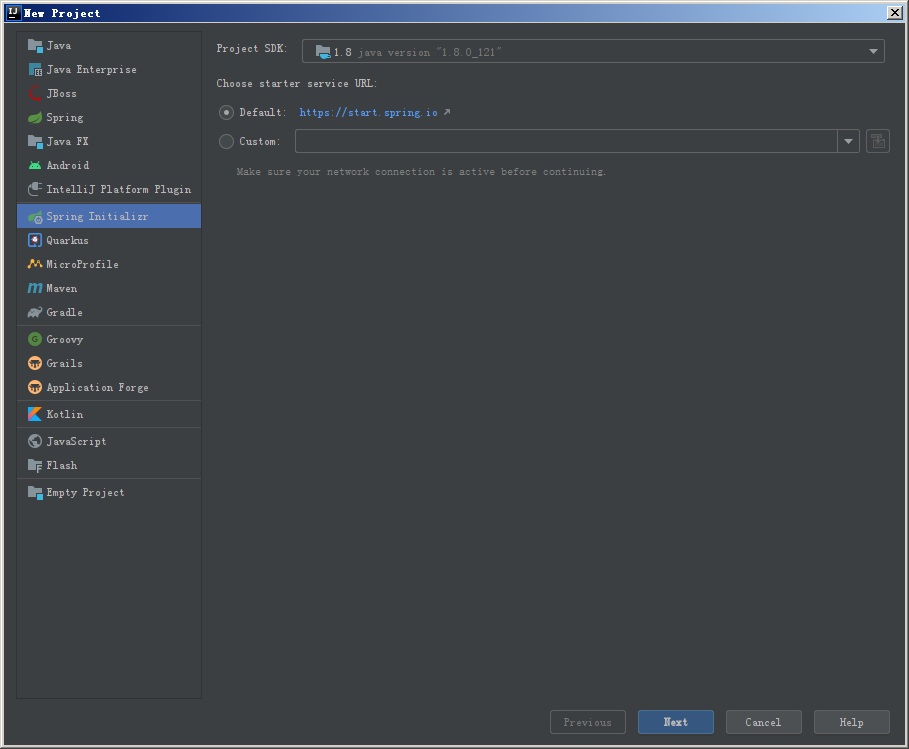 New Project
Java
Java Enterprise
JBoss
Spring
Java FX
Android
IntelliJ Platform Plugin
Spring Initializr
Quarkus
MicroProfile
Maven
Gradle
Groovy
Grails
Application Forge
Kotlin
JavaScript
Flash
Empty Project
Project SDK: 1.8 java version "1.8.0_121"
Choose starter service URL:
Default: https://start.spring.io
Custom:
Make sure your network connection is active before continuing.
Previous Next Cancel Help